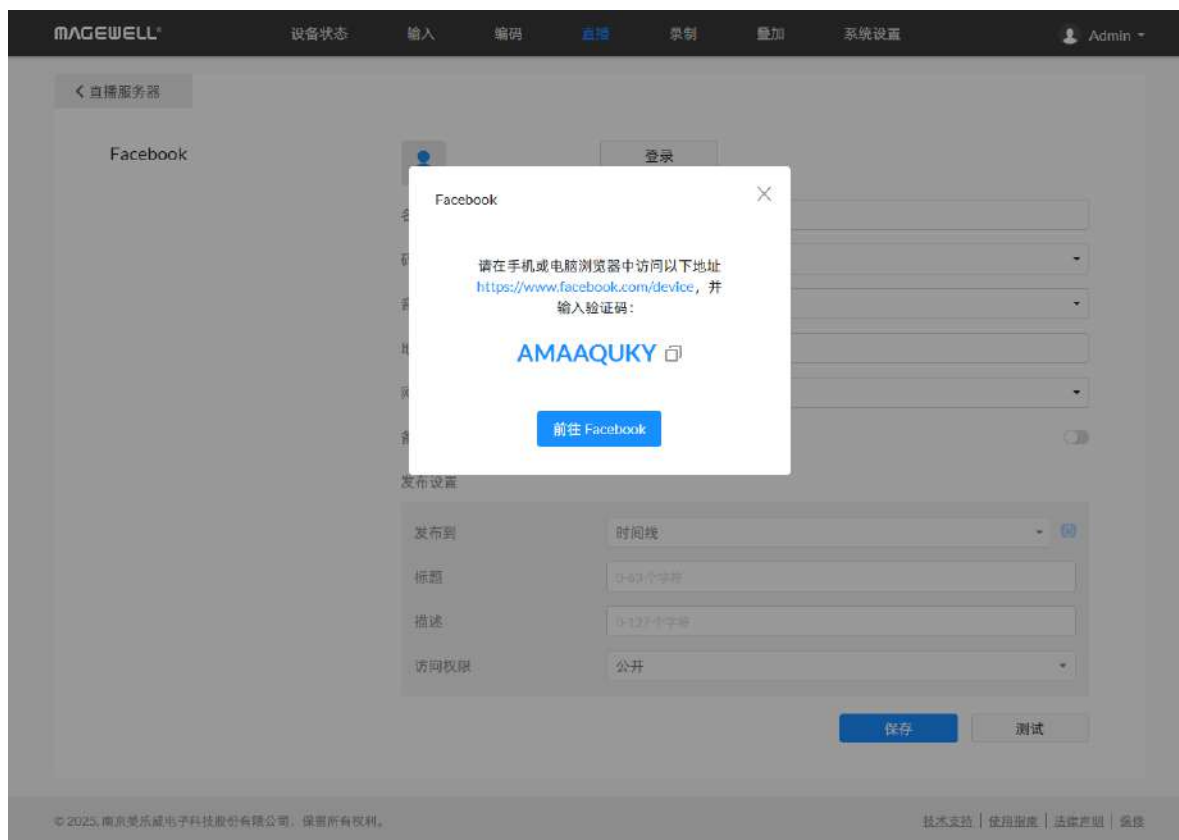 MAGEWELL®
设备状态 输入 编码 直播 录制 叠加 系统设置 Admin
直播服务器
Facebook
登录
Facebook
请在手机或电脑浏览器中访问以下地址
https://www.facebook.com/device，并
输入验证码：
AMAAQUKY
前往 Facebook
发布设置
发布到 时间线
标题 0-63 个字符
描述 0-127 个字符
访问权限 公开
保存 测试
© 2025, 南京美乐威电子科技股份有限公司. 保留所有权利。
技术支持 | 使用指南 | 法律声明 | 保修